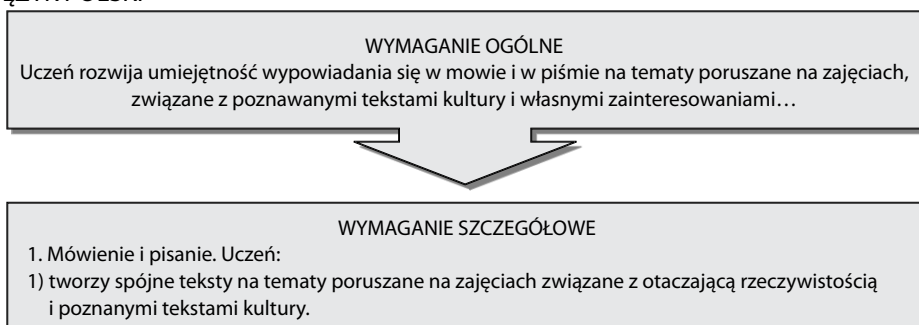 WYMAGANIE OGÓLNE
Uczeń rozwija umiejętność wypowiadania się w mowie i w piśmie na tematy poruszane na zajęciach,
związane z poznawanymi tekstami kultury i własnymi zainteresowaniami…
WYMAGANIE SZCZEGÓŁOWE
1. Mówienie i pisanie. Uczeń:
1) tworzy spójne teksty na tematy poruszane na zajęciach związane z otaczającą rzeczywistością
i poznanymi tekstami kultury.